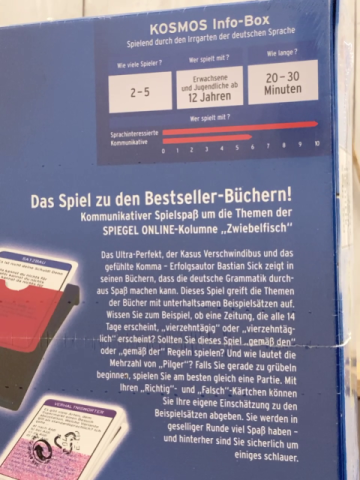 KOSMOS Info-Box
Spielend durch den Irrgarten der deutschen Sprache
Wie viele Spieler?
Wer spielt mit?
Wie lange?
2-5
Erwachsene
und Jugendliche ab
12 Jahren
20-30
Minuten
Wer spielt mit?
Sprachinteressierte
Kommunikative
0 1 2 3 4 5 6 7 8 9 10
Das Spiel zu den Bestseller-Büchern!
Kommunikativer Spielspaß um die Themen der
SPIEGEL ONLINE-Kolumne „Zwiebelfisch"
Das Ultra-Perfekt, der Kasus Verschwindibus und das
gefühlte Komma – Erfolgsautor Bastian Sick zeigt in
seinen Büchern, dass die deutsche Grammatik durch-
aus Spaß machen kann. Dieses Spiel greift die Themen
der Bücher mit unterhaltsamen Beispielsätzen auf.
Wissen Sie zum Beispiel, ob eine Zeitung, die alle 14
Tage erscheint, „vierzehntägig" oder „vierzehntäg-
lich" erscheint? Sollten Sie dieses Spiel „gemäß den"
oder „gemäß der" Regeln spielen? Und wie lautet die
Mehrzahl von „Pilger"? Falls Sie gerade zu grübeln
beginnen, spielen Sie am besten gleich eine Partie. Mit
Ihren „Richtig"- und „Falsch"-Kärtchen können
Sie Ihre eigene Einschätzung zu den
Beispielsätzen abgeben. Sie werden in
geselliger Runde viel Spaß haben –
und hinterher sind Sie sicherlich um
einiges schlauer.